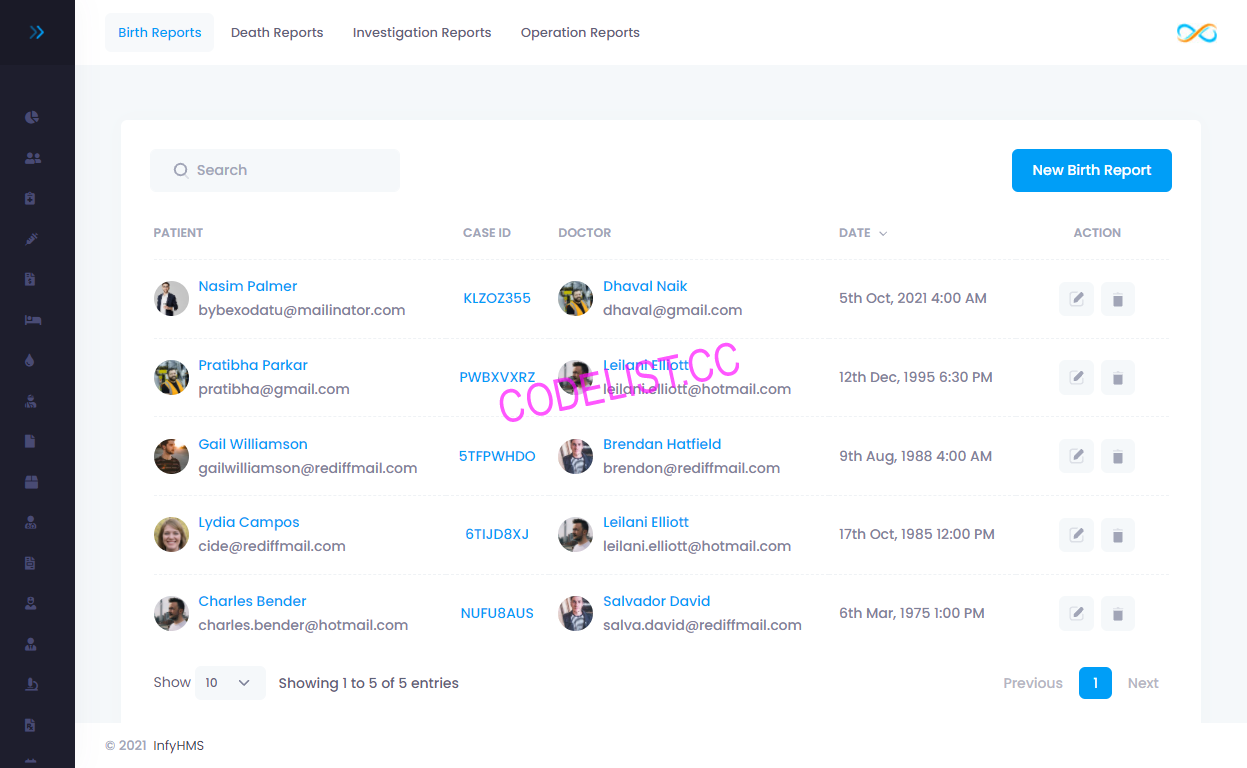 Birth Reports Death Reports Investigation Reports Operation Reports
Search
New Birth Report
PATIENT CASE ID DOCTOR DATE ACTION
Nasim Palmer
bybexodatu@mailinator.com
KLZOZ355
Dhaval Naik
dhaval@gmail.com
5th Oct, 2021 4:00 AM
Pratibha Parkar
pratibha@gmail.com
PWBXVXRZ
Leilani Elliott
leilani.elliott@hotmail.com
12th Dec, 1995 6:30 PM
CODELIST.CC
Gail Williamson
gailwilliamson@rediffmail.com
5TFPWHDO
Brendan Hatfield
brendon@rediffmail.com
9th Aug, 1988 4:00 AM
Lydia Campos
cide@rediffmail.com
6TIJD8XJ
Leilani Elliott
leilani.elliott@hotmail.com
17th Oct, 1985 12:00 PM
Charles Bender
charles.bender@hotmail.com
NUFU8AUS
Salvador David
salva.david@rediffmail.com
6th Mar, 1975 1:00 PM
Show 10 Showing 1 to 5 of 5 entries
Previous 1 Next
© 2021 InfyHMS